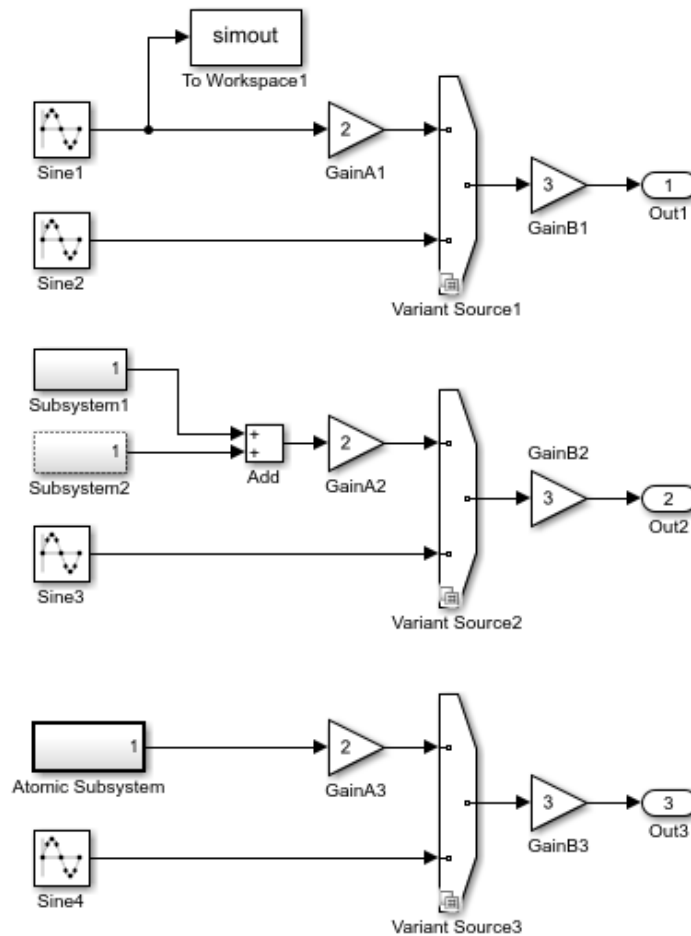 simout
To Workspace1
Sine1
2
GainA1
3
GainB1
1
Out1
Sine2
Variant Source1
1
Subsystem1
1
Subsystem2
+
+
Add
2
GainA2
GainB2
3
2
Out2
Sine3
Variant Source2
1
Atomic Subsystem
2
GainA3
3
GainB3
3
Out3
Sine4
Variant Source3